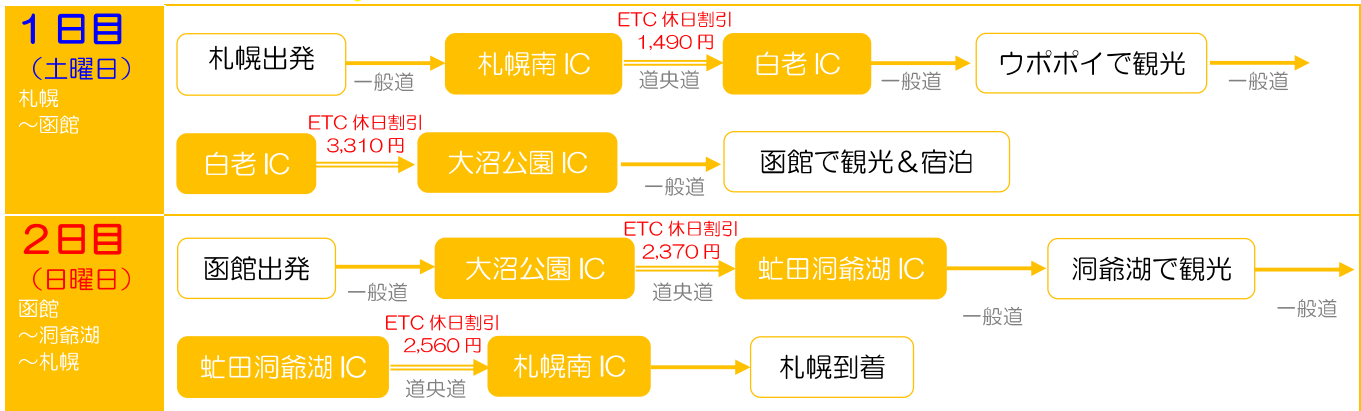 1日目
（土曜日）
札幌
～函館
札幌出発
一般道
札幌南 IC
ETC 休日割引
1,490 円
道央道
白老 IC
一般道
ウポポイで観光
一般道
白老 IC
ETC 休日割引
3,310 円
大沼公園 IC
一般道
函館で観光＆宿泊
2日目
（日曜日）
函館
～洞爺湖
～札幌
函館出発
一般道
大沼公園 IC
ETC 休日割引
2,370 円
道央道
虻田洞爺湖 IC
一般道
洞爺湖で観光
一般道
虻田洞爺湖 IC
ETC 休日割引
2,560 円
道央道
札幌南 IC
札幌到着